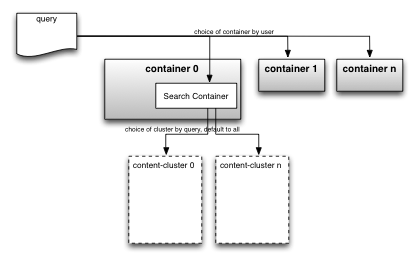 query
choice of container by user
container 0
container 1
container n
Search Container
choice of cluster by query, default to all
content-cluster 0
content-cluster n